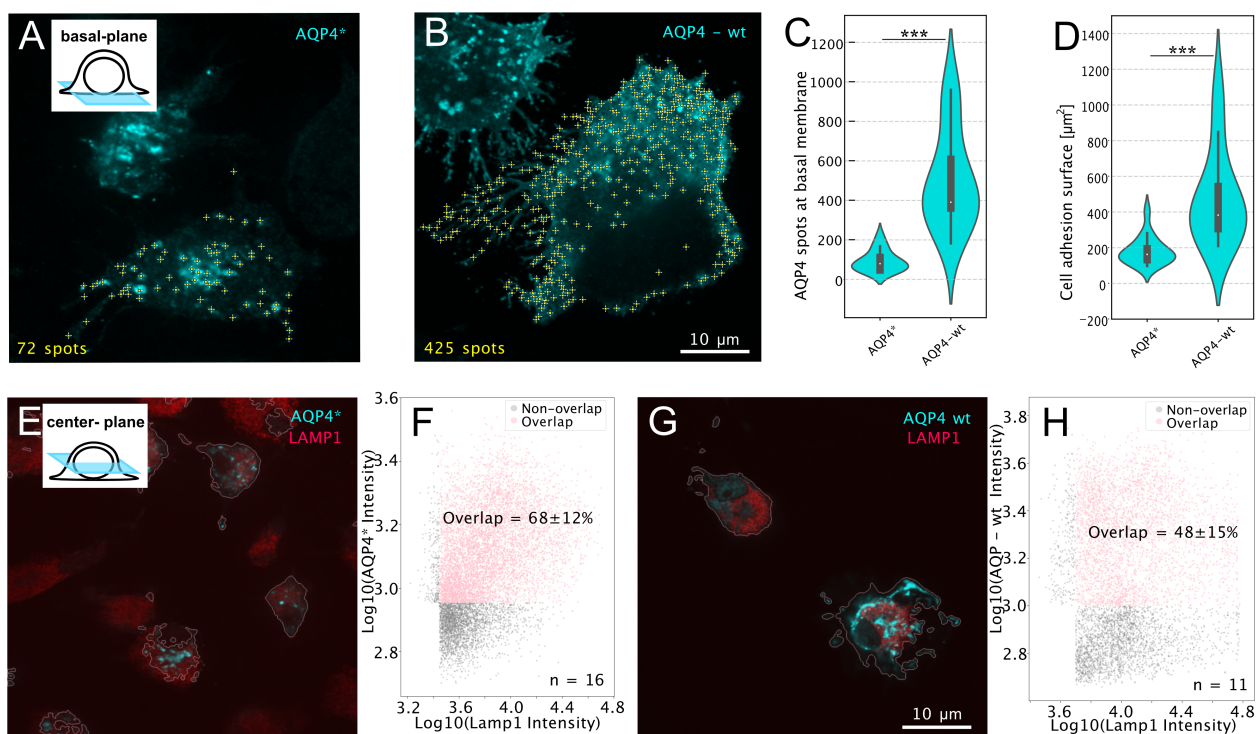 A
basal-plane
AQP4*
72 spots
B
AQP4 – wt
425 spots
10 µm
C
***
AQP4 spots at basal membrane
1200
1000
800
600
400
200
0
AQP4*
AQP4-wt
D
***
Cell adhesion surface [µm²]
1400
1200
1000
800
600
400
200
0
−200
AQP4*
AQP4-wt
E
center- plane
AQP4*
LAMP1
F
Non-overlap
Overlap
Overlap = 68±12%
n = 16
Log10(AQP4* Intensity)
3.6
3.4
3.2
3.0
2.8
3.2
3.6
4.0
4.4
4.8
Log10(Lamp1 Intensity)
G
AQP4 wt
LAMP1
10 µm
H
Non-overlap
Overlap
Overlap = 48±15%
n = 11
Log10(AQP – wt Intensity)
3.8
3.6
3.4
3.2
3.0
2.8
3.6
4.0
4.4
4.8
Log10(Lamp1 Intensity)